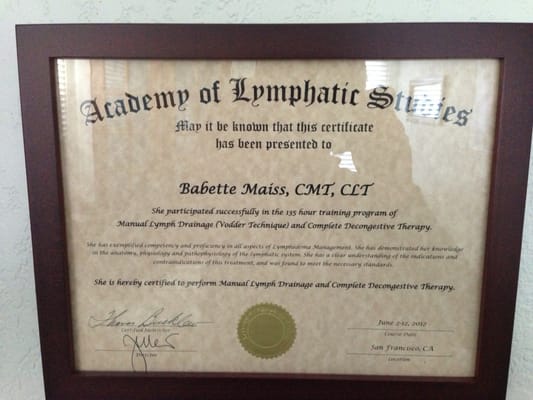 Academy of Lymphatic Studies
May it be known that this certificate
has been presented to
Babette Maiss, CMT, CLT
She participated successfully in the 135 hour training program of
Manual Lymph Drainage (Vodder Technique) and Complete Decongestive Therapy.
She has exemplified competency and proficiency in all aspects of Lymphedema Management. She has demonstrated her knowledge
in the anatomy, physiology and pathophysiology of the lymphatic system. She has a clear understanding of the indications and
contraindications of this treatment, and was found to meet the necessary standards.
She is hereby certified to perform Manual Lymph Drainage and Complete Decongestive Therapy.
Certified Instructor
Director
June 2-12, 2012
Course Date
San Francisco, CA
Location